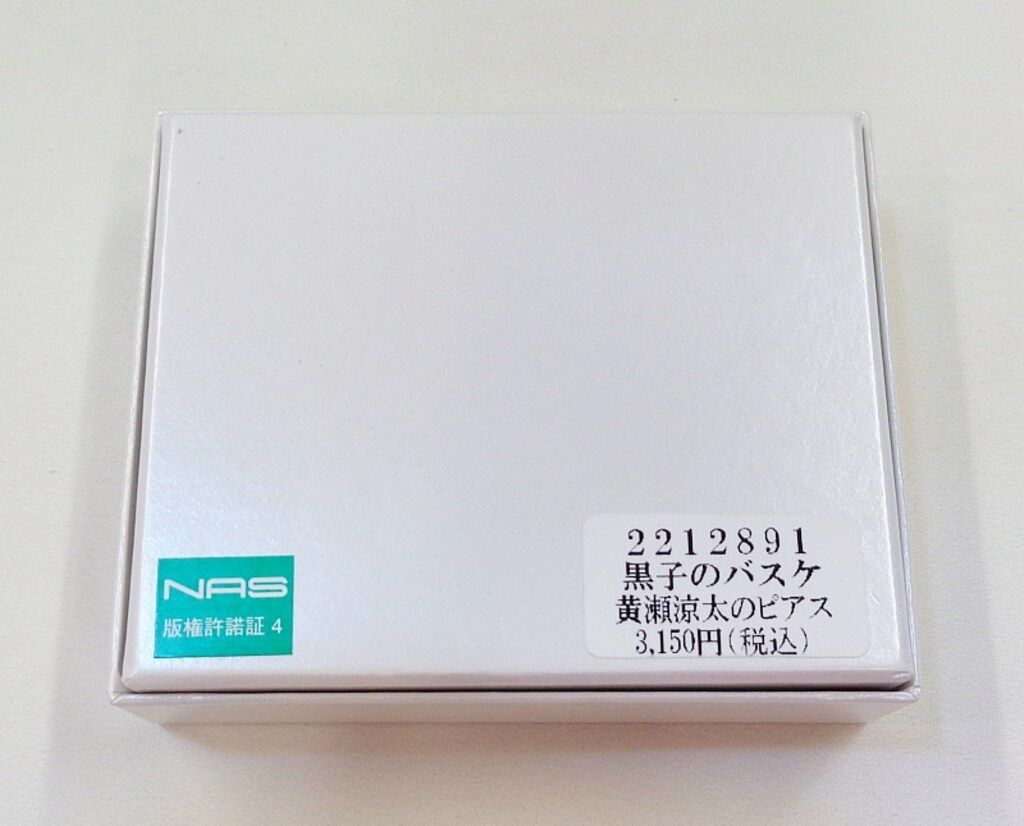 NAS
版権許諾証 4
2212891
黒子のバスケ
黄瀬涼太のピアス
3,150円(税込)